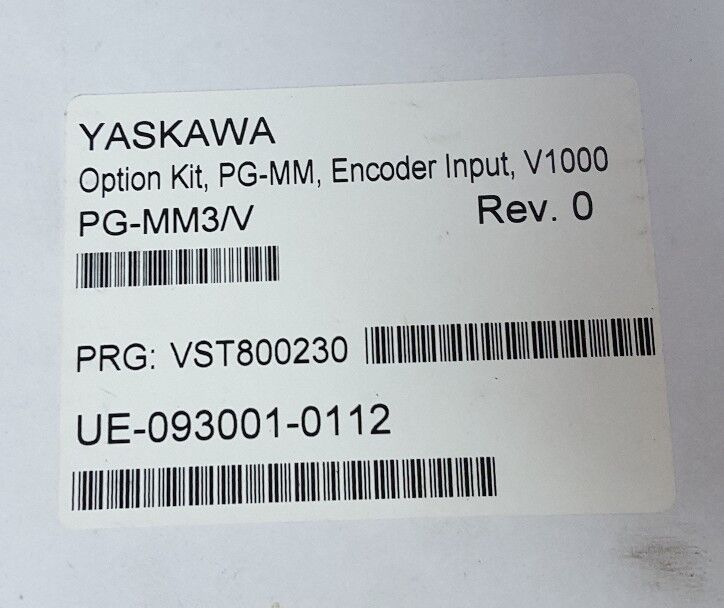 YASKAWA
Option Kit, PG-MM, Encoder Input, V1000
PG-MM3/V Rev. 0
PRG: VST800230
UE-093001-0112